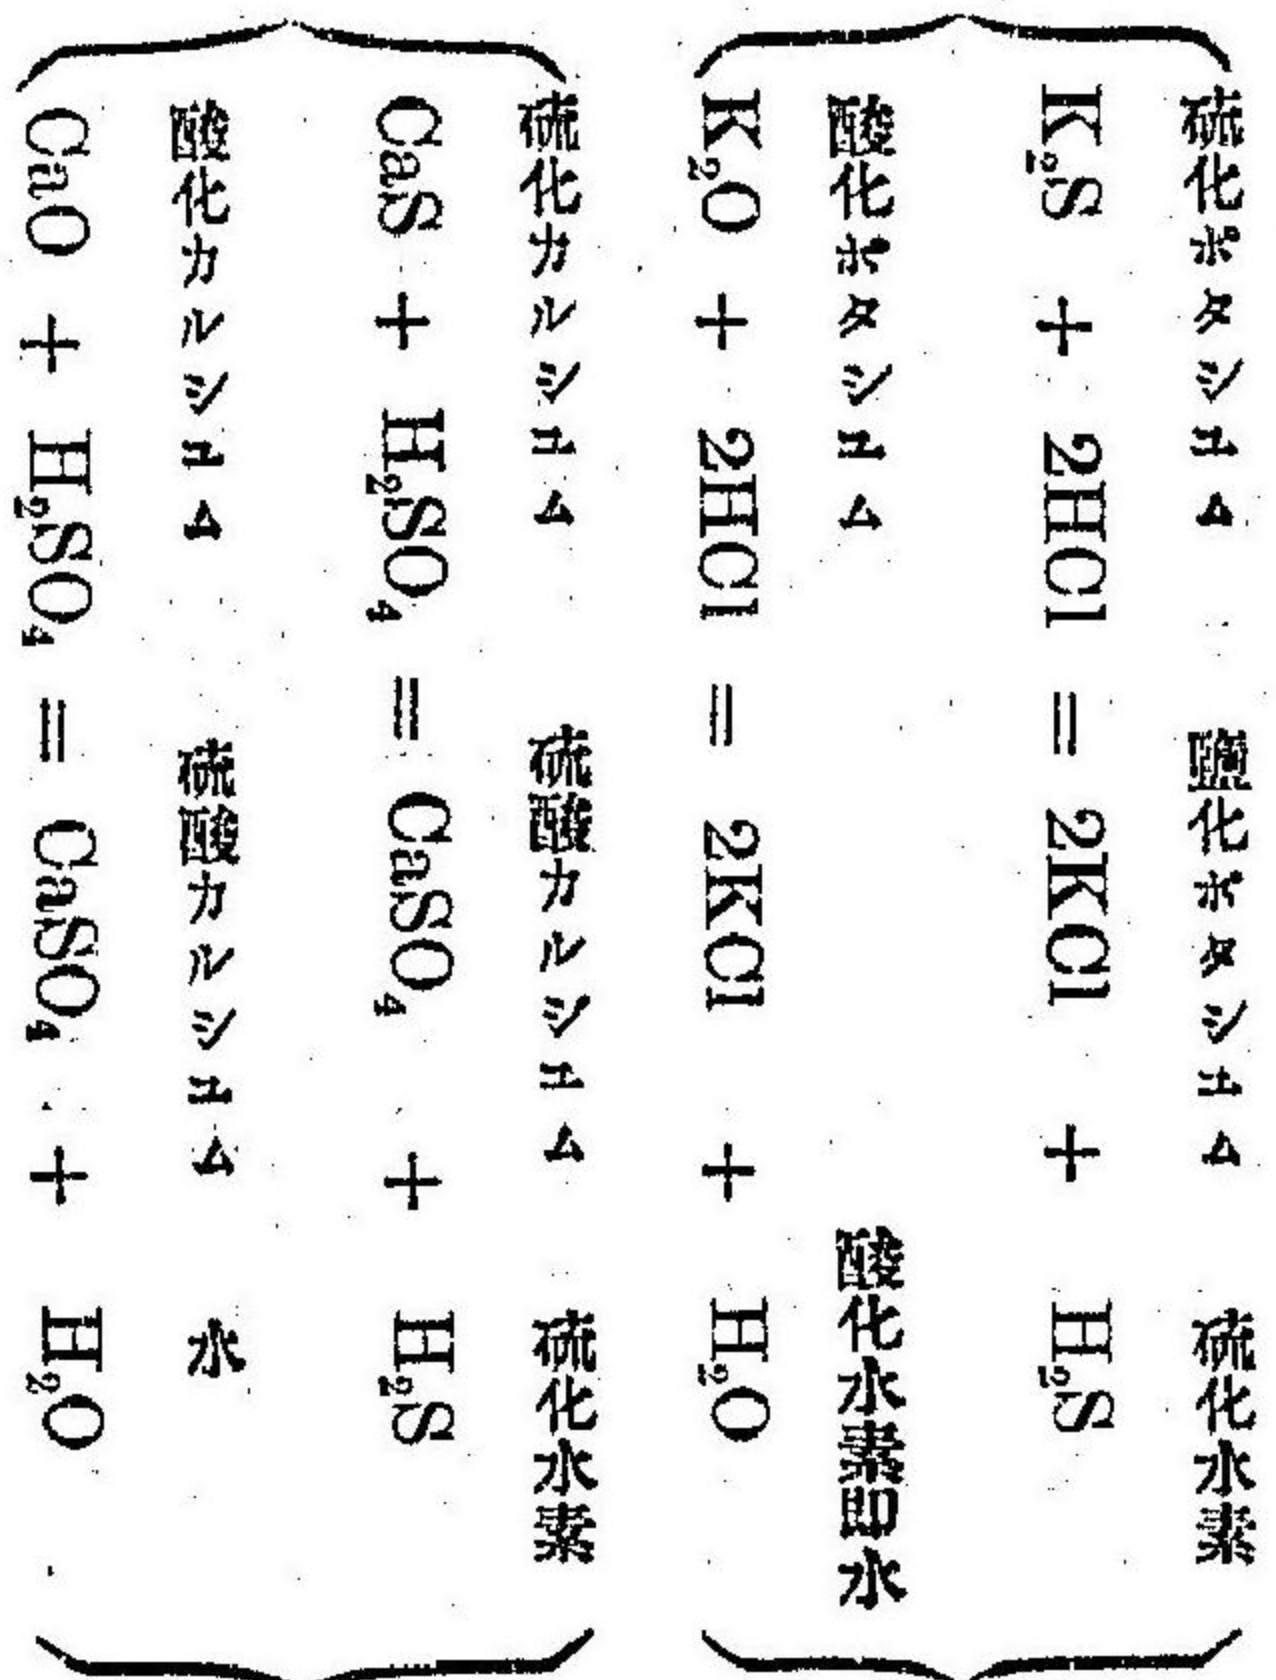 硫化ポタシユム 鹽化ポタシユム 硫化水素
K₂S + 2HCl = 2KCl + H₂S
酸化ポタシユム 酸化水素即水
K₂O + 2HCl = 2KCl + H₂O
硫化カルシユム 硫酸カルシユム 硫化水素
CaS + H₂SO₄ = CaSO₄ + H₂S
酸化カルシユム 硫酸カルシユム 水
CaO + H₂SO₄ = CaSO₄ + H₂O